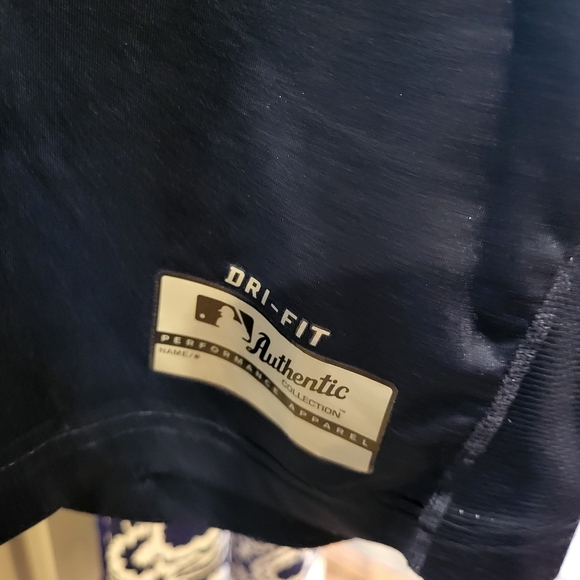 DRI-FIT
Authentic
COLLECTION™
PERFORMANCE APPAREL
NAME/#